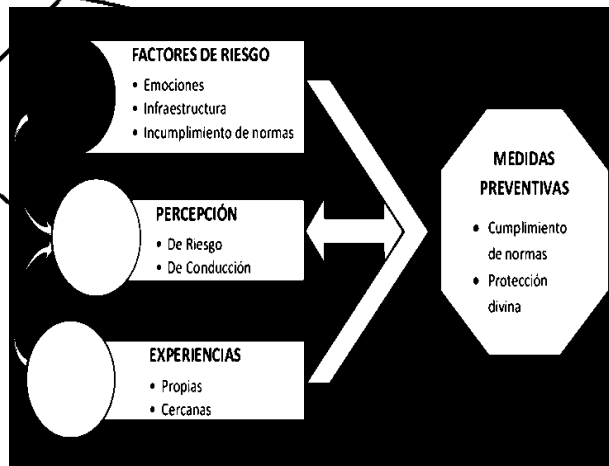 FACTORES DE RIESGO
• Emociones
• Infraestructura
• Incumplimiento de normas
PERCEPCIÓN
• De Riesgo
• De Conducción
EXPERIENCIAS
• Propias
• Cercanas
MEDIDAS
PREVENTIVAS
• Cumplimiento
de normas
• Protección
divina